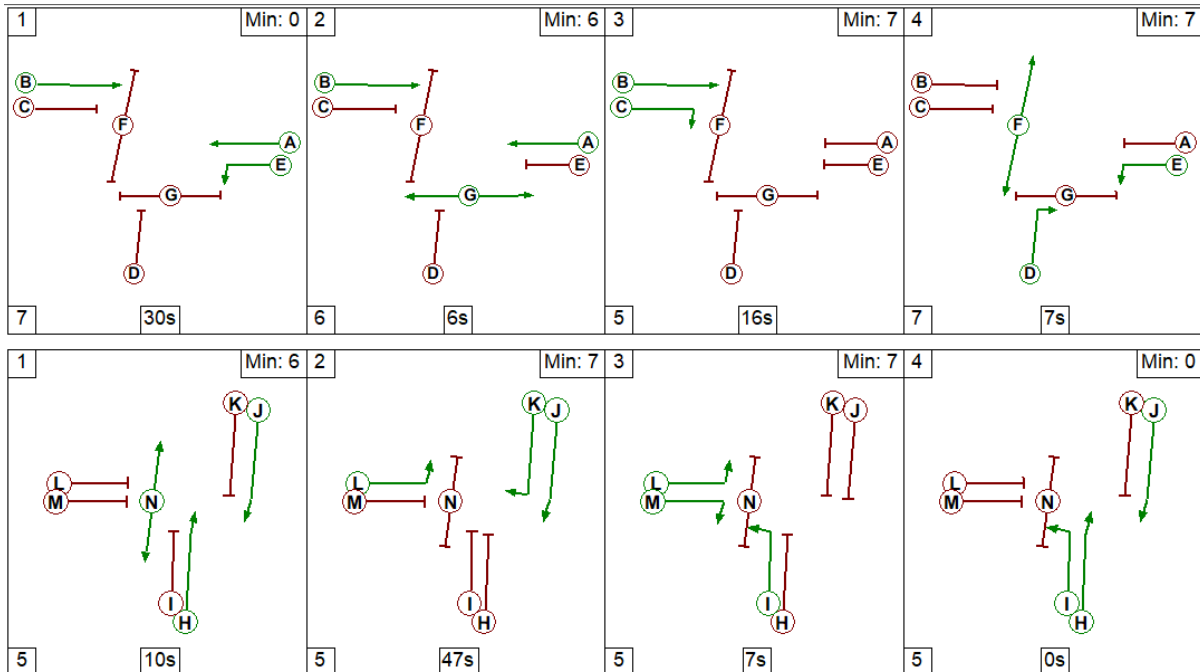 1 Min: 0
B
C
F
A
E
G
D
7 30s
2 Min: 6
B
C
F
A
E
G
D
6 6s
3 Min: 7
B
C
F
A
E
G
D
5 16s
4 Min: 7
B
C
F
A
E
G
D
7 7s
1 Min: 6
K J
L
M N
I
H
5 10s
2 Min: 7
K J
L
M N
I
H
5 47s
3 Min: 7
K J
L
M N
I
H
5 7s
4 Min: 0
K J
L
M N
I
H
5 0s